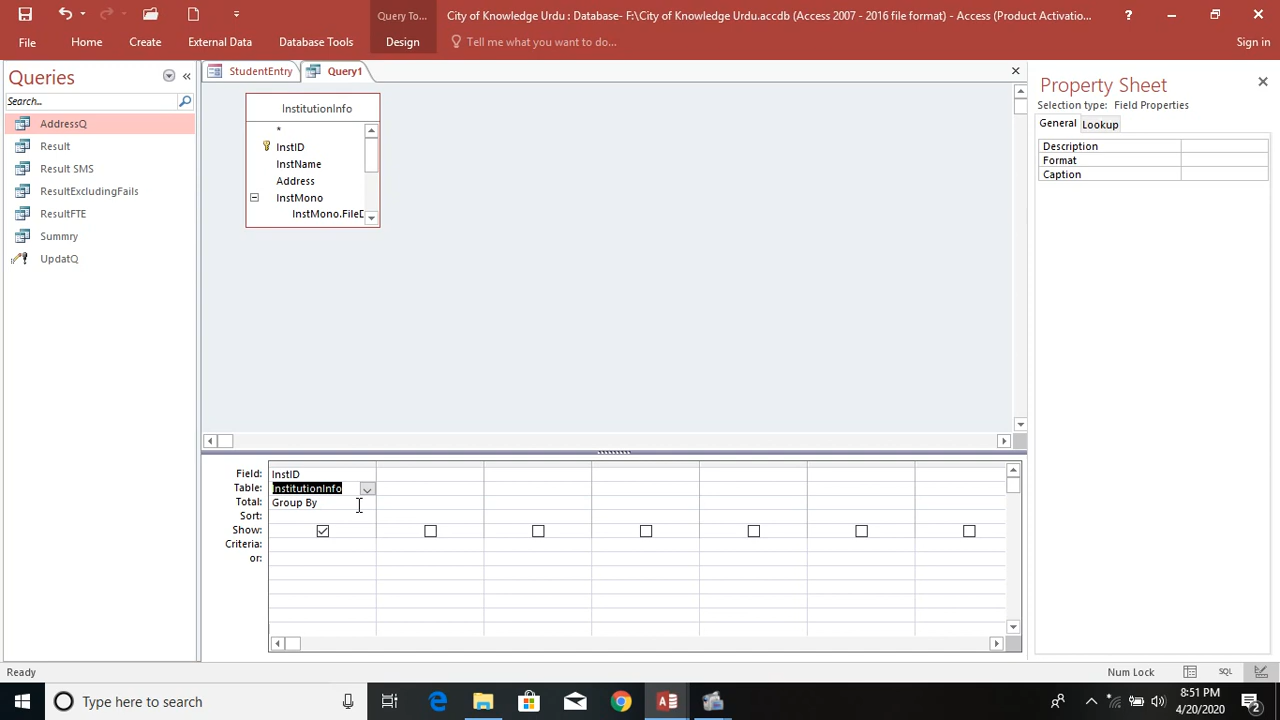 Query To...
City of Knowledge Urdu : Database- F:\City of Knowledge Urdu.accdb (Access 2007 - 2016 file format) - Access (Product Activatio...
?
File
Home
Create
External Data
Database Tools
Design
Tell me what you want to do...
Sign in
Queries
Search...
AddressQ
Result
Result SMS
ResultExcludingFails
ResultFTE
Summry
UpdatQ
StudentEntry
Query1
InstitutionInfo
*
InstID
InstName
Address
InstMono
InstMono.FileD
Field:
InstID
Table:
InstitutionInfo
Total:
Group By
Sort:
Show:
Criteria:
or:
Property Sheet
Selection type: Field Properties
General
Lookup
Description
Format
Caption
Ready
Num Lock
SQL
Type here to search
8:51 PM
4/20/2020
2